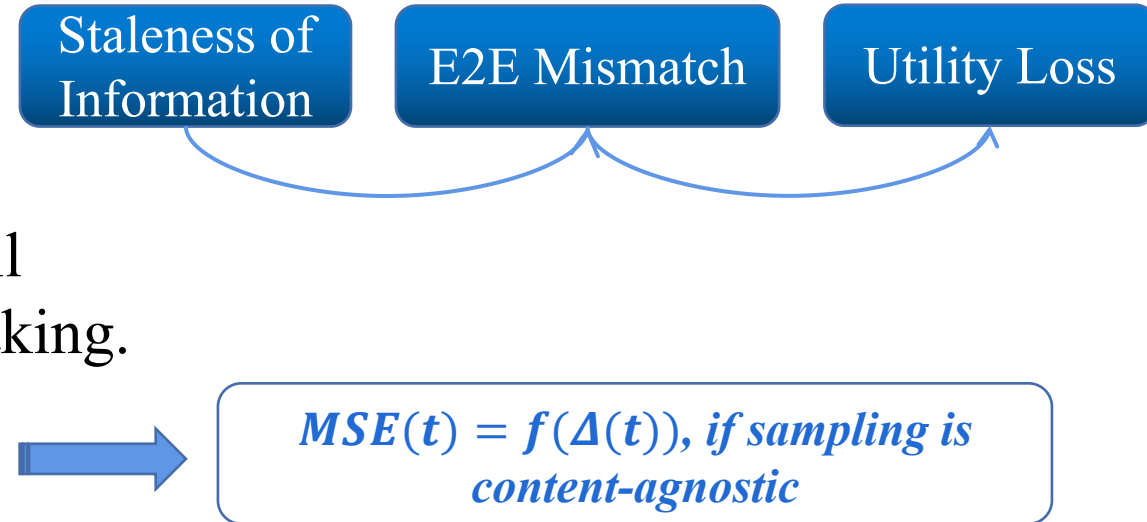 Staleness of
Information
E2E Mismatch
Utility Loss
king.
MSE(t) = f(Δ(t)), if sampling is
content-agnostic